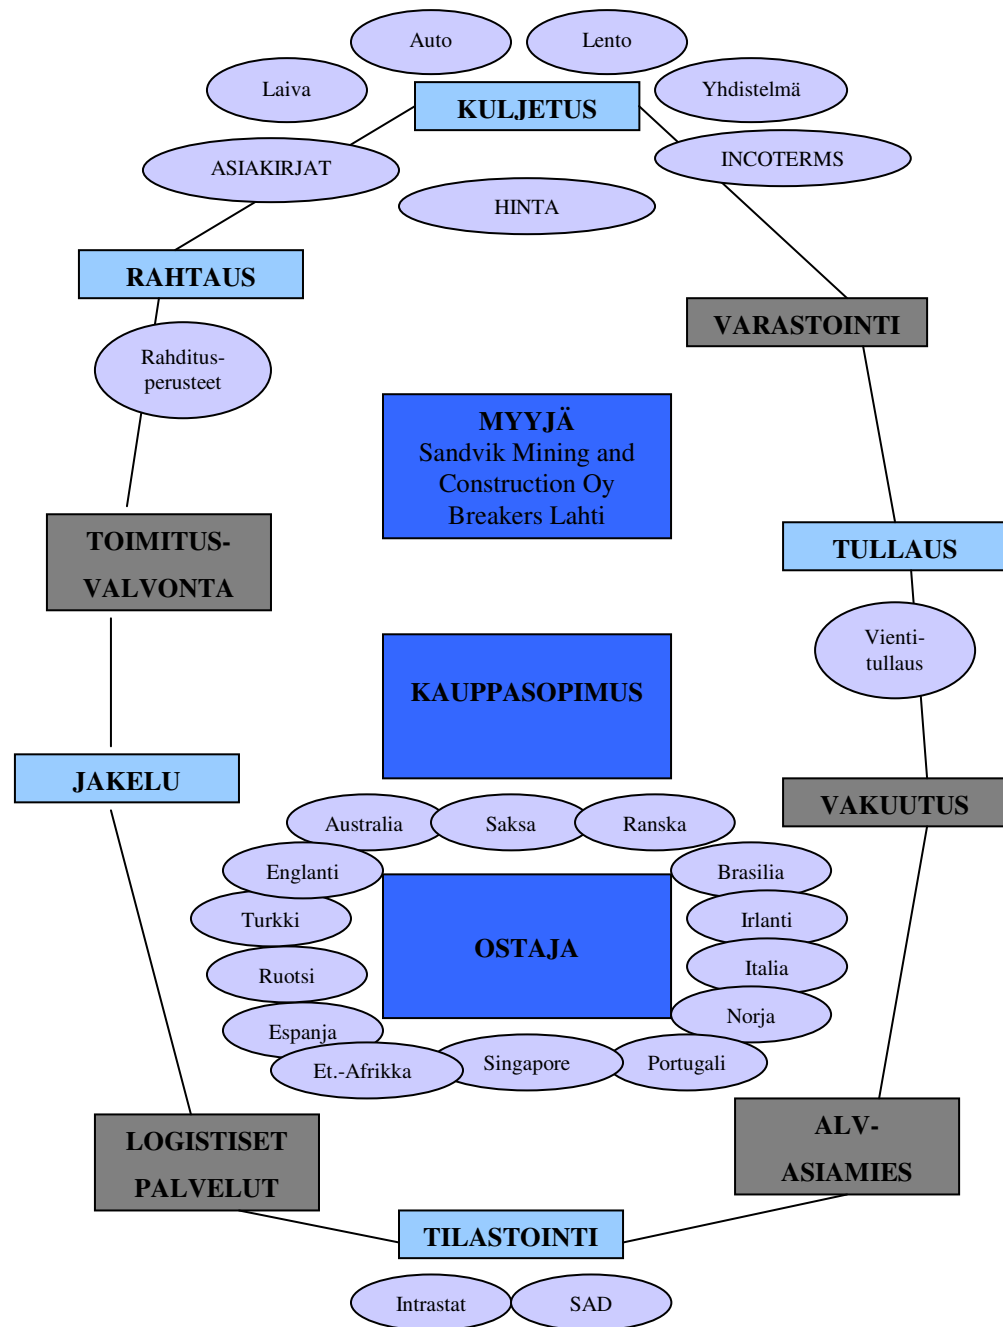 Auto
Lento
Laiva
Yhdistelmä
KULJETUS
ASIAKIRJAT
INCOTERMS
HINTA
RAHTAUS
VARASTOINTI
Rahditus-
perusteet
MYYJÄ
Sandvik Mining and
Construction Oy
Breakers Lahti
TOIMITUS-
VALVONTA
TULLAUS
Vienti-
tullaus
KAUPPASOPIMUS
JAKELU
VAKUUTUS
Australia
Saksa
Ranska
Englanti
Brasilia
Turkki
Irlanti
OSTAJA
Ruotsi
Italia
Espanja
Norja
Et.-Afrikka
Singapore
Portugali
LOGISTISET
PALVELUT
ALV-
ASIAMIES
TILASTOINTI
Intrastat
SAD